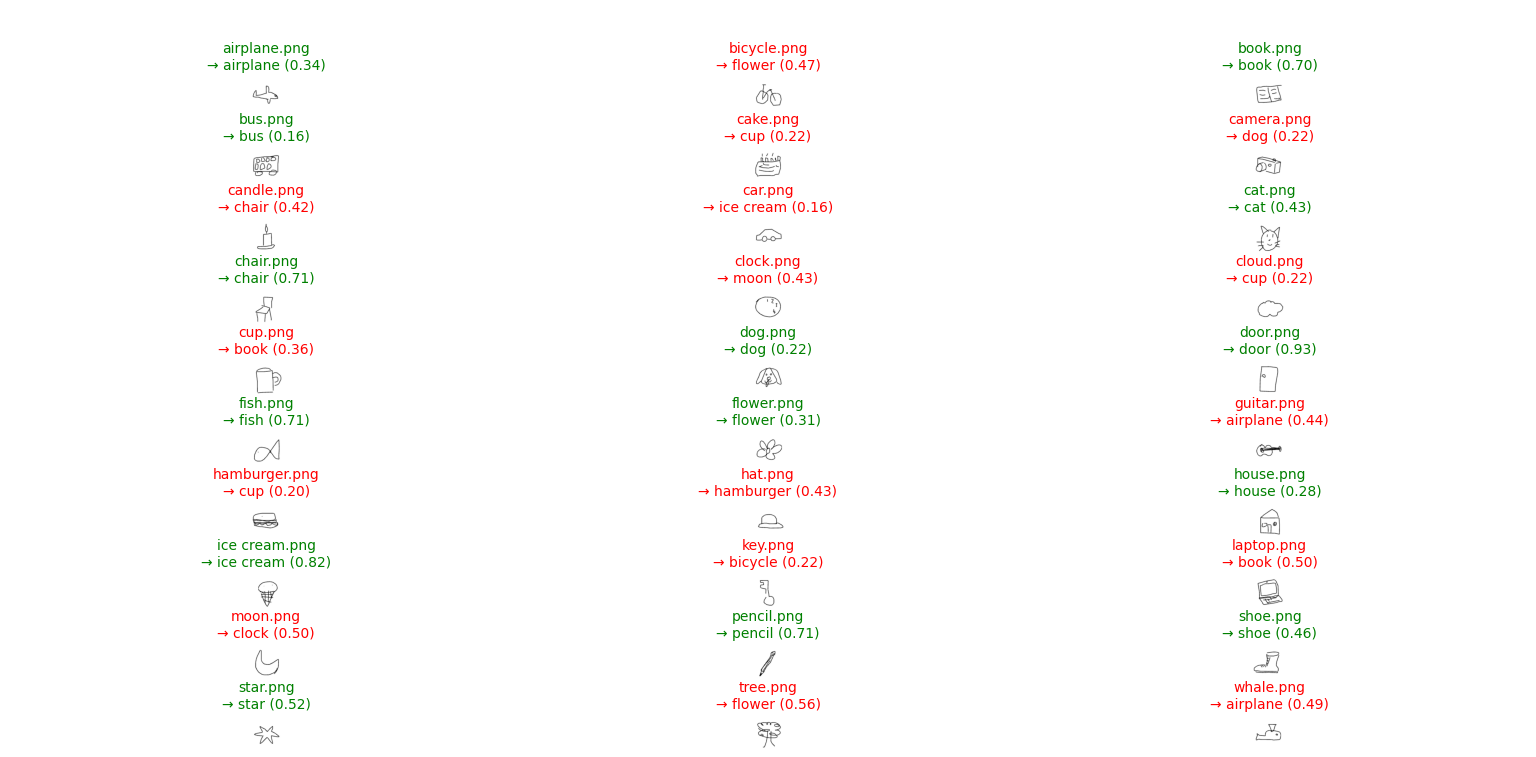 airplane.png
→ airplane (0.34)
bicycle.png
→ flower (0.47)
book.png
→ book (0.70)
bus.png
→ bus (0.16)
cake.png
→ cup (0.22)
camera.png
→ dog (0.22)
candle.png
→ chair (0.42)
car.png
→ ice cream (0.16)
cat.png
→ cat (0.43)
chair.png
→ chair (0.71)
clock.png
→ moon (0.43)
cloud.png
→ cup (0.22)
cup.png
→ book (0.36)
dog.png
→ dog (0.22)
door.png
→ door (0.93)
fish.png
→ fish (0.71)
flower.png
→ flower (0.31)
guitar.png
→ airplane (0.44)
hamburger.png
→ cup (0.20)
hat.png
→ hamburger (0.43)
house.png
→ house (0.28)
ice cream.png
→ ice cream (0.82)
key.png
→ bicycle (0.22)
laptop.png
→ book (0.50)
moon.png
→ clock (0.50)
pencil.png
→ pencil (0.71)
shoe.png
→ shoe (0.46)
star.png
→ star (0.52)
tree.png
→ flower (0.56)
whale.png
→ airplane (0.49)